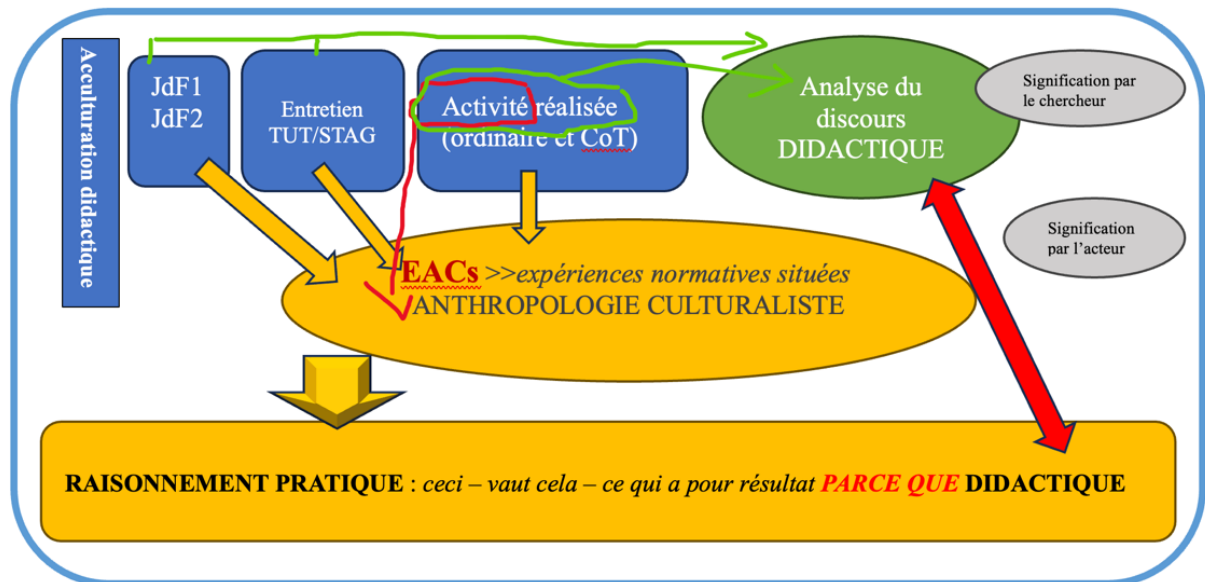 Acculturation didactique
JdF1
JdF2
Entretien
TUT/STAG
Activité réalisée
(ordinaire et CoT)
Analyse du
discours
DIDACTIQUE
Signification par
le chercheur
Signification
par l’acteur
EACs >>expériences normatives situées
ANTHROPOLOGIE CULTURALISTE
RAISONNEMENT PRATIQUE : ceci – vaut cela – ce qui a pour résultat PARCE QUE DIDACTIQUE